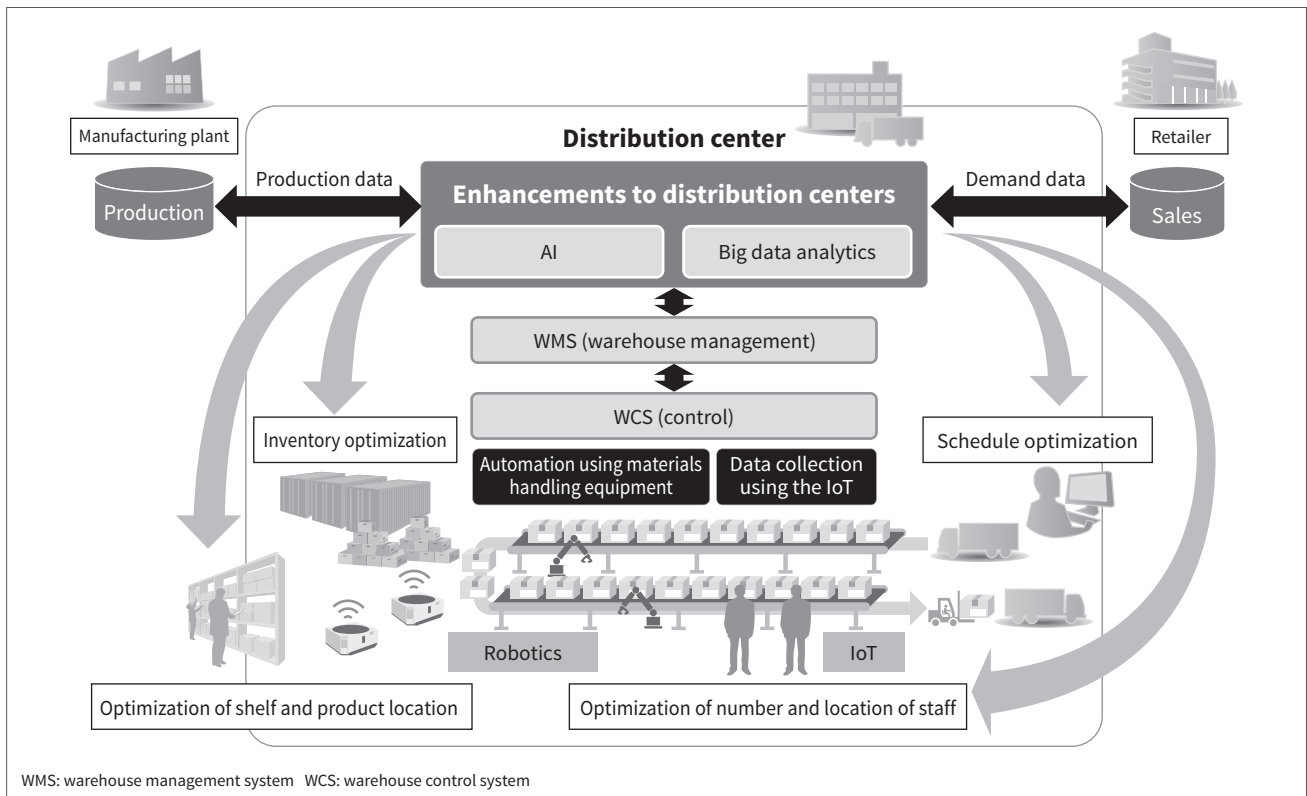 Manufacturing plant
Distribution center
Retailer
Production
Production data
Enhancements to distribution centers
Demand data
Sales
AI
Big data analytics
WMS (warehouse management)
WCS (control)
Inventory optimization
Schedule optimization
Automation using materials
handling equipment
Data collection
using the IoT
Robotics
IoT
Optimization of shelf and product location
Optimization of number and location of staff
WMS: warehouse management system WCS: warehouse control system